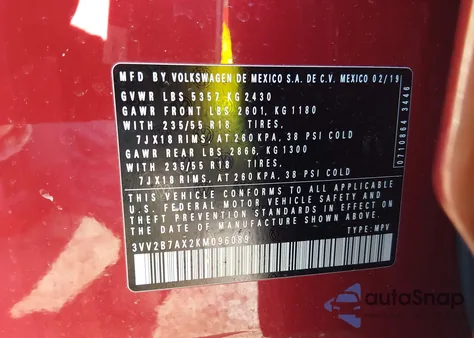 MFD BY VOLKSWAGEN DE MEXICO S.A. DE C.V. MEXICO 02/19
GVWR LBS 5357 KG 2430
GAWR FRONT LBS 2601, KG 1180
WITH 235/55 R18 TIRES,
7JX18 RIMS, AT 260 KPA, 38 PSI COLD
GAWR REAR LBS 2866, KG 1300
WITH 235/55 R18 TIRES,
7JX18 RIMS, AT 260 KPA, 38 PSI COLD
THIS VEHICLE CONFORMS TO ALL APPLICABLE
U.S. FEDERAL MOTOR VEHICLE SAFETY AND
THEFT PREVENTION STANDARDS IN EFFECT ON
THE DATE OF MANUFACTURE SHOWN ABOVE.
3VV2B7AX2KM096089 TYPE: MPV
0710864 3446
autoSnap